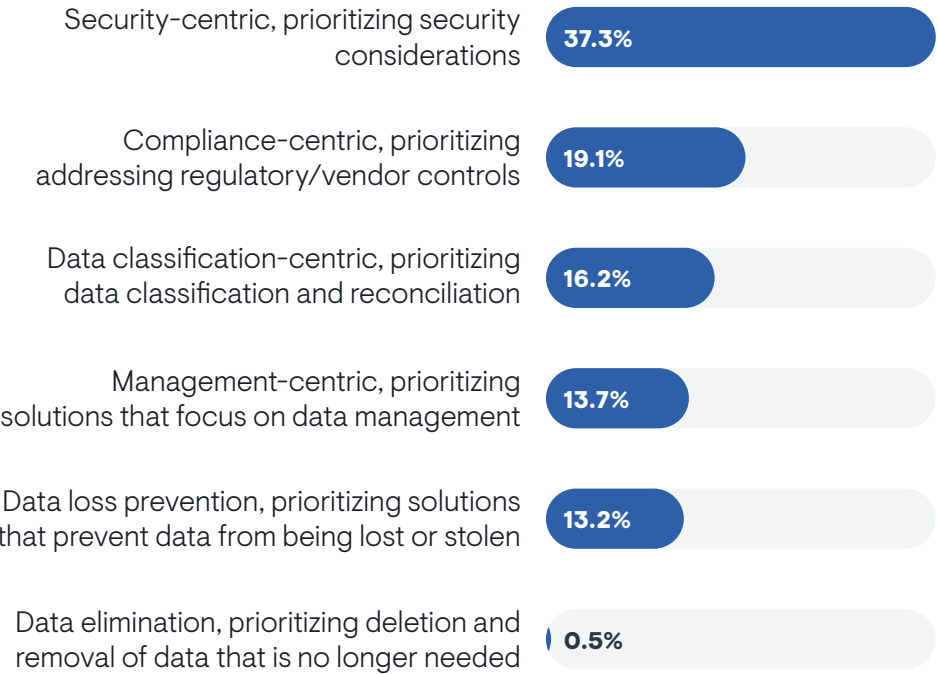 Security-centric, prioritizing security
considerations
37.3%
Compliance-centric, prioritizing
addressing regulatory/vendor controls
19.1%
Data classification-centric, prioritizing
data classification and reconciliation
16.2%
Management-centric, prioritizing
solutions that focus on data management
13.7%
Data loss prevention, prioritizing solutions
that prevent data from being lost or stolen
13.2%
Data elimination, prioritizing deletion and
removal of data that is no longer needed
0.5%